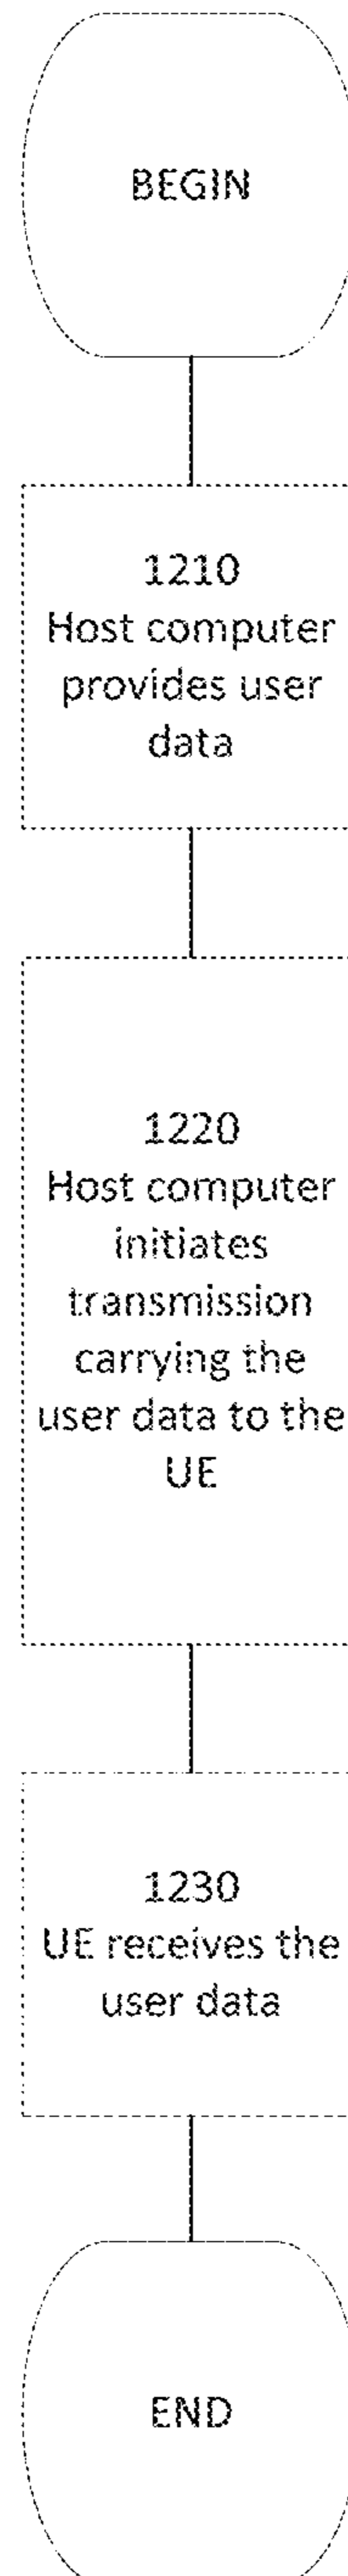 BEGIN
1210
Host computer
provides user
data
1220
Host computer
initiates
transmission
carrying the
user data to the
UE
1230
UE receives the
user data
END